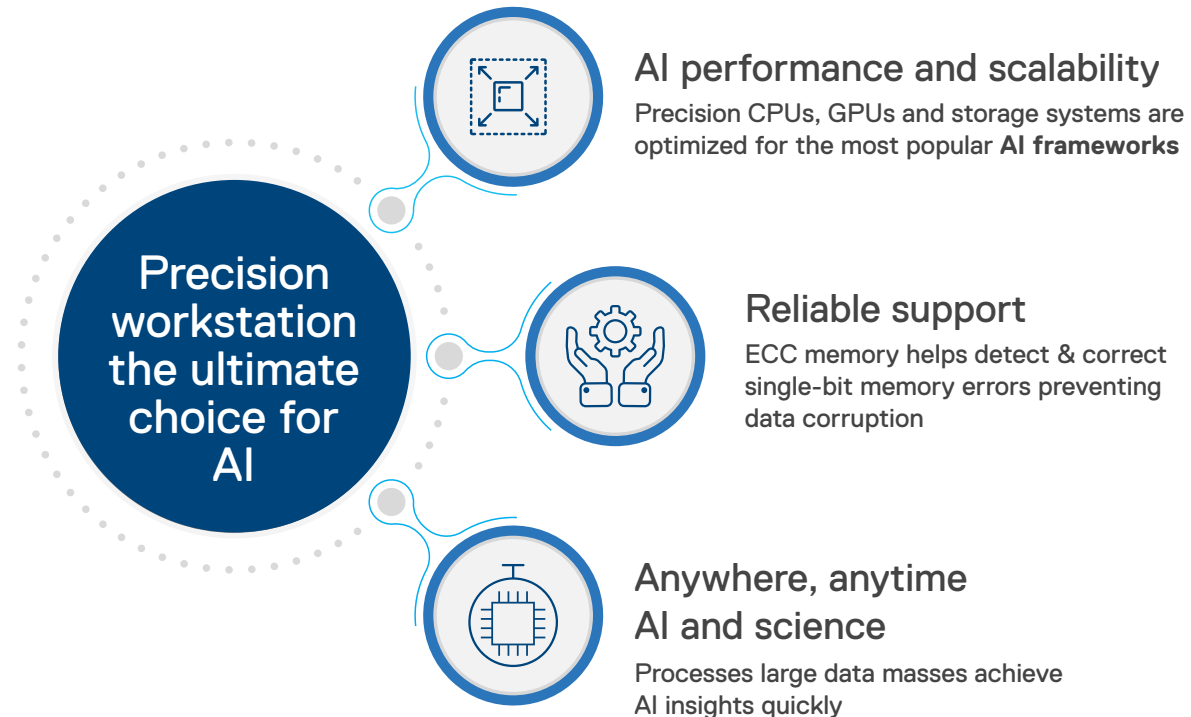 Precision
workstation
the ultimate
choice for
AI
AI performance and scalability
Precision CPUs, GPUs and storage systems are
optimized for the most popular AI frameworks
Reliable support
ECC memory helps detect & correct
single-bit memory errors preventing
data corruption
Anywhere, anytime
AI and science
Processes large data masses achieve
AI insights quickly